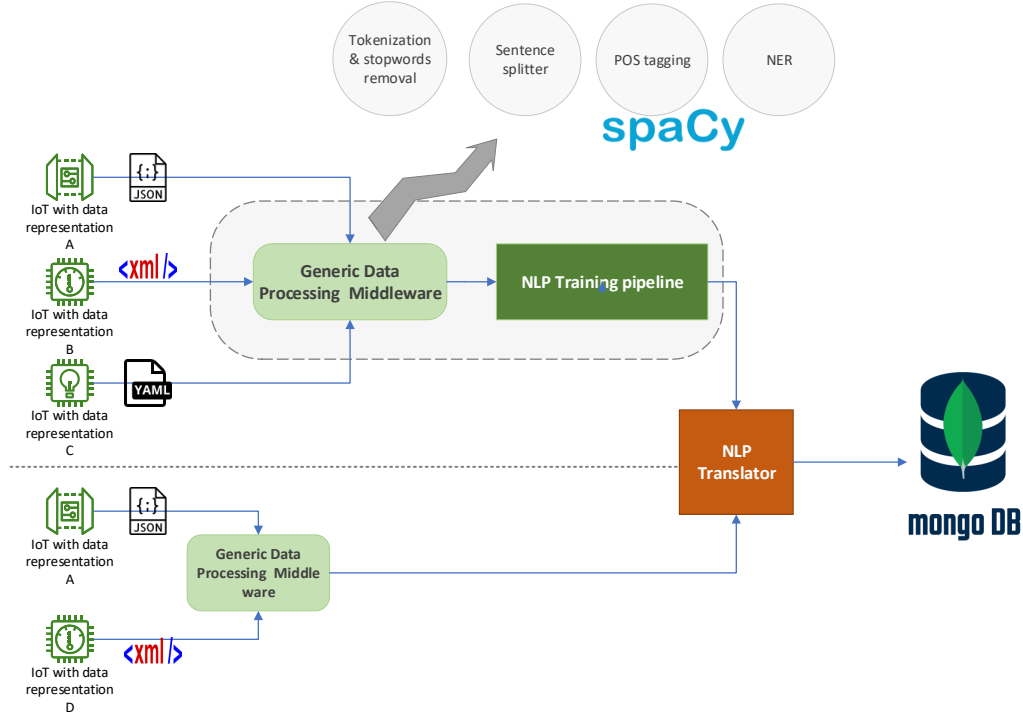 Tokenization
& stopwords
removal
Sentence
splitter
POS tagging
NER
spaCy
{;}
JSON
IoT with data
representation
A
<xml/>
IoT with data
representation
B
Generic Data
Processing Middleware
NLP Training pipeline
YAML
IoT with data
representation
C
NLP
Translator
mongo DB
{;}
JSON
IoT with data
representation
A
Generic Data
Processing Middle
ware
<xml/>
IoT with data
representation
D